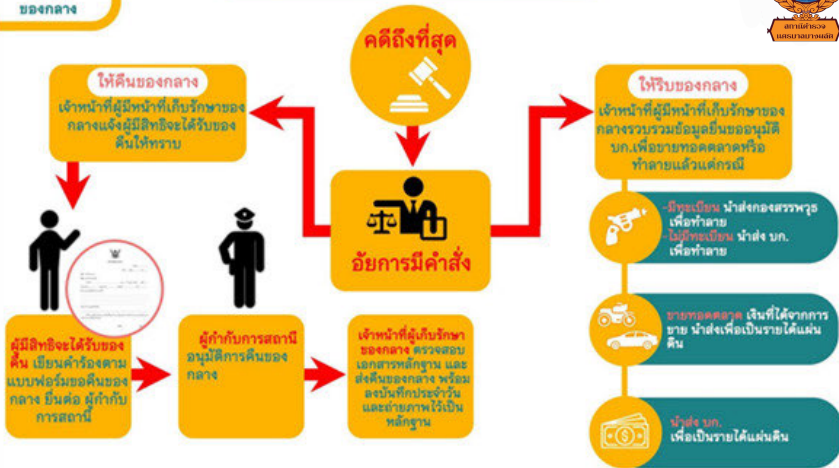 ของกลาง
สถานีตำรวจ
นครบาลบางพลัด
คดีถึงที่สุด
ให้คืนของกลาง
เจ้าหน้าที่ผู้มีหน้าที่เก็บรักษาของ
กลางแจ้งผู้มีสิทธิจะได้รับของ
คืนให้ทราบ
ให้ริบของกลาง
เจ้าหน้าที่ผู้มีหน้าที่เก็บรักษาของ
กลางรวบรวมข้อมูลยื่นขออนุมัติ
บก.เพื่อขายทอดตลาดหรือ
ทำลายแล้วแต่กรณี
อัยการมีคำสั่ง
-มีทะเบียน นำส่งกองสรรพาวุธ
เพื่อทำลาย
-ไม่มีทะเบียน นำส่ง บก.
เพื่อทำลาย
ขายทอดตลาด เงินที่ได้จากการ
ขาย นำส่งเพื่อเป็นรายได้แผ่น
ดิน
นำส่ง บก.
เพื่อเป็นรายได้แผ่นดิน
ผู้มีสิทธิจะได้รับของ
คืน เขียนคำร้องตาม
แบบฟอร์มขอคืนของ
กลาง ยื่นต่อ ผู้กำกับ
การสถานี
ผู้กำกับการสถานี
อนุมัติการคืนของ
กลาง
เจ้าหน้าที่ผู้เก็บรักษา
ของกลาง ตรวจสอบ
เอกสารหลักฐาน และ
ส่งคืนของกลาง พร้อม
ลงบันทึกประจำวัน
และถ่ายภาพไว้เป็น
หลักฐาน